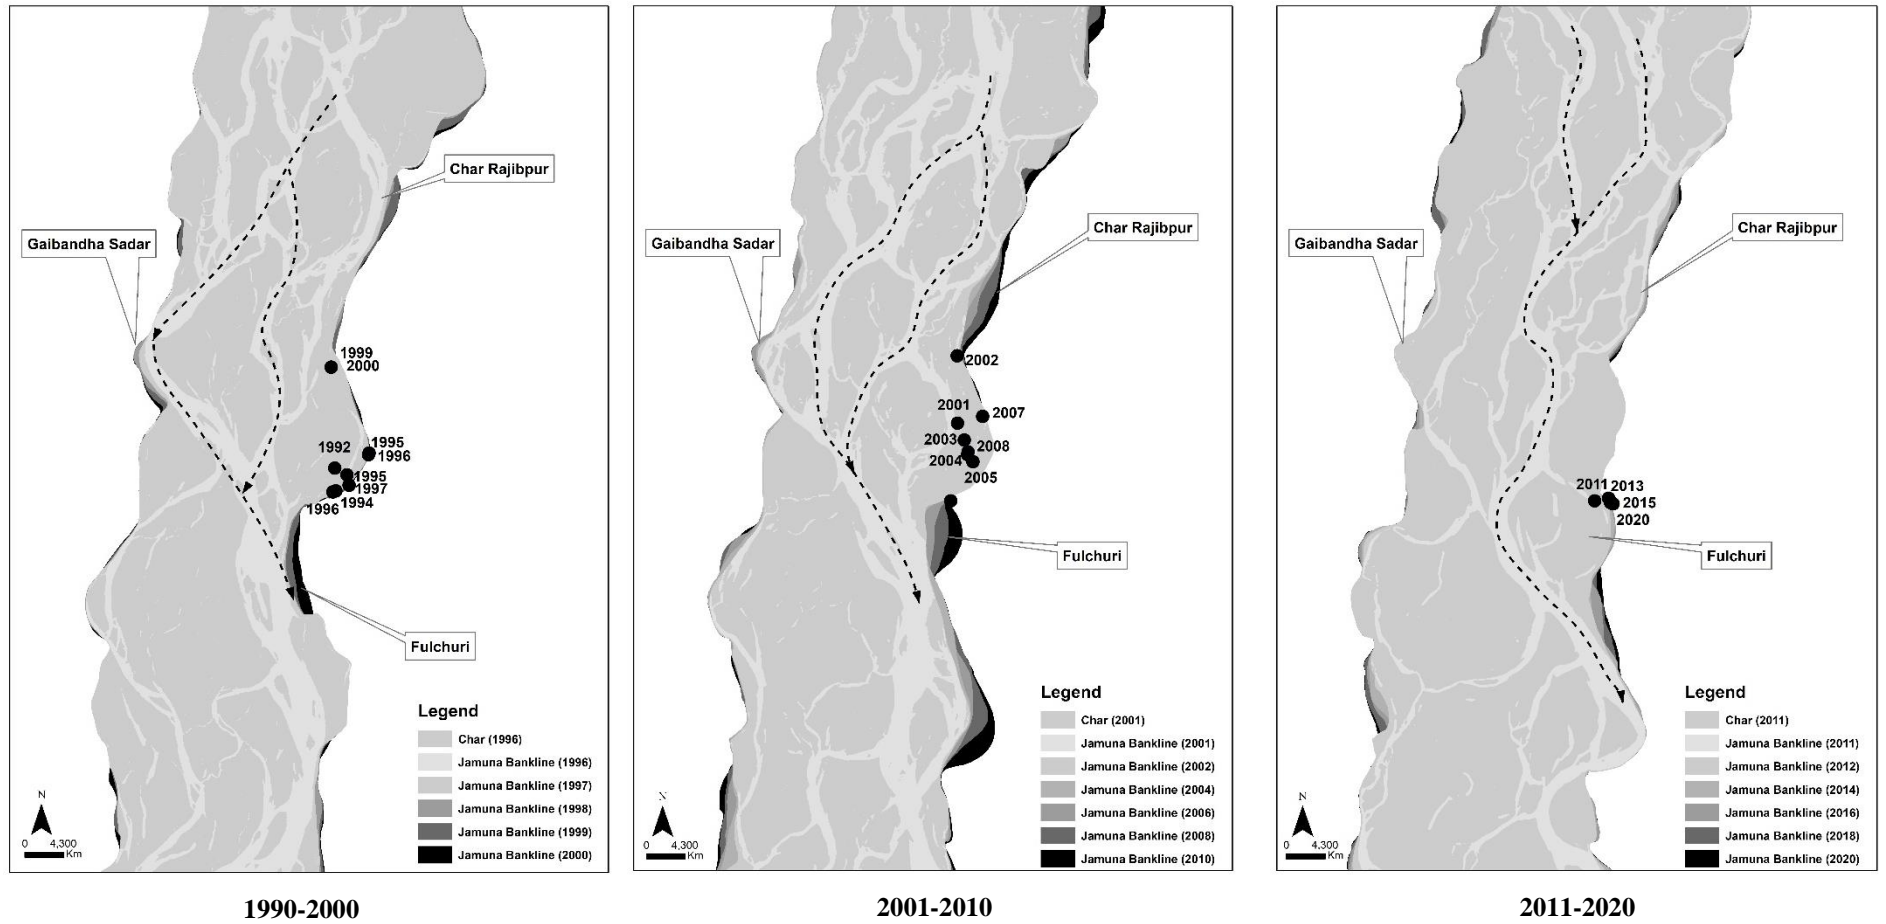 Char Rajibpur
Gaibandha Sadar
1999
2000
1992
1995
1996
1995
1997
1996
1994
Fulchuri
Legend
Char (1996)
Jamuna Bankline (1996)
Jamuna Bankline (1997)
Jamuna Bankline (1998)
Jamuna Bankline (1999)
Jamuna Bankline (2000)
N
0 4,300
Km
1990-2000
Char Rajibpur
Gaibandha Sadar
2002
2001
2007
2003
2008
2004
2005
Fulchuri
Legend
Char (2001)
Jamuna Bankline (2001)
Jamuna Bankline (2002)
Jamuna Bankline (2004)
Jamuna Bankline (2006)
Jamuna Bankline (2008)
Jamuna Bankline (2010)
N
0 4,300
Km
2001-2010
Char Rajibpur
Gaibandha Sadar
2011
2013
2015
2020
Fulchuri
Legend
Char (2011)
Jamuna Bankline (2011)
Jamuna Bankline (2012)
Jamuna Bankline (2014)
Jamuna Bankline (2016)
Jamuna Bankline (2018)
Jamuna Bankline (2020)
N
0 4,300
Km
2011-2020